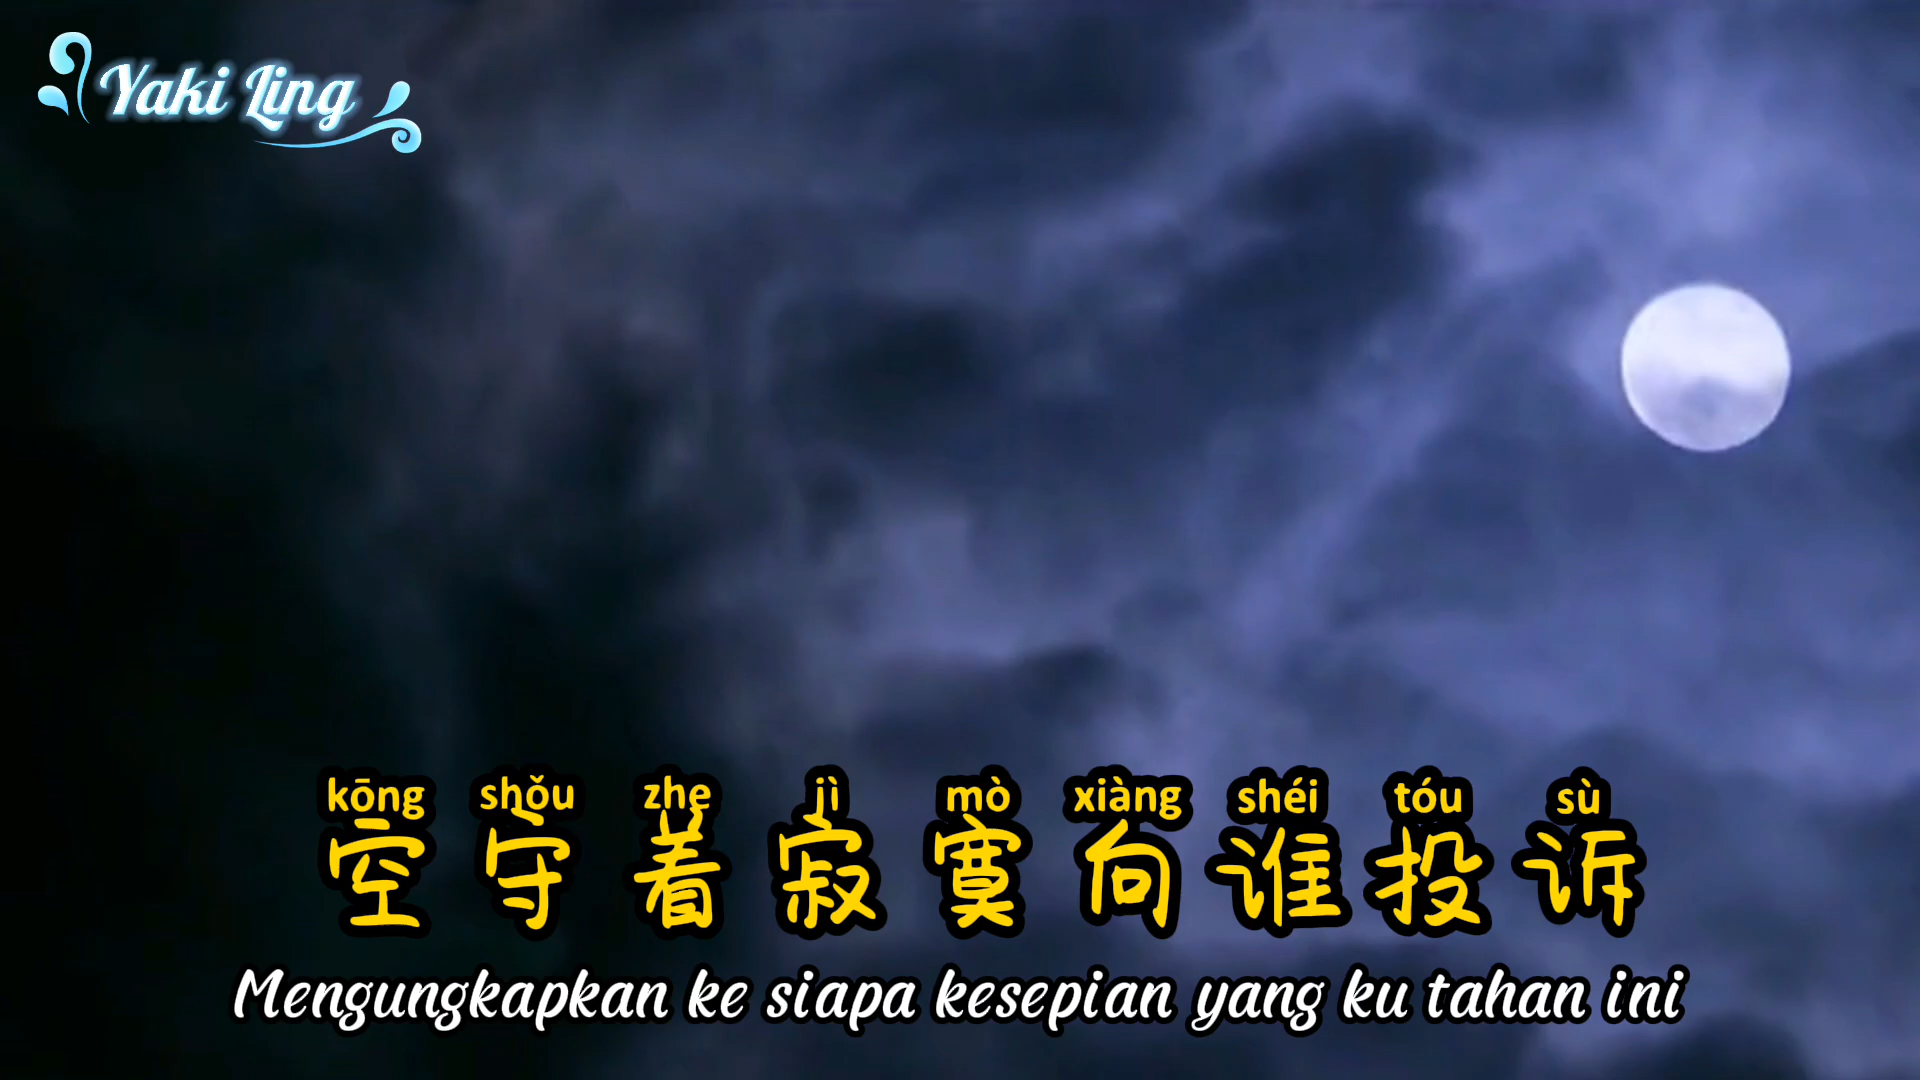 Yaki Ling
kōng shǒu zhe jì mò xiàng shéi tóu sù
空守着寂寞向谁投诉
Mengungkapkan ke siapa kesepian yang ku tahan ini